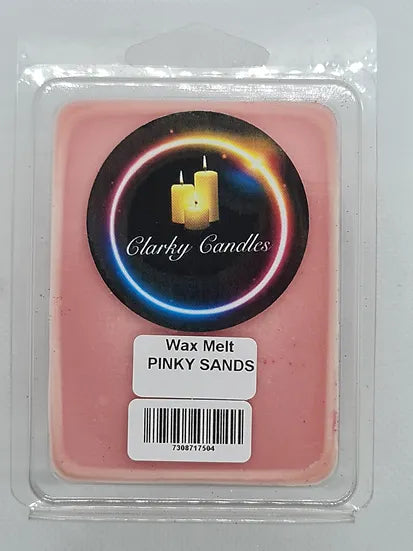 Clarky Candles
Wax Melt
PINKY SANDS
7308717504